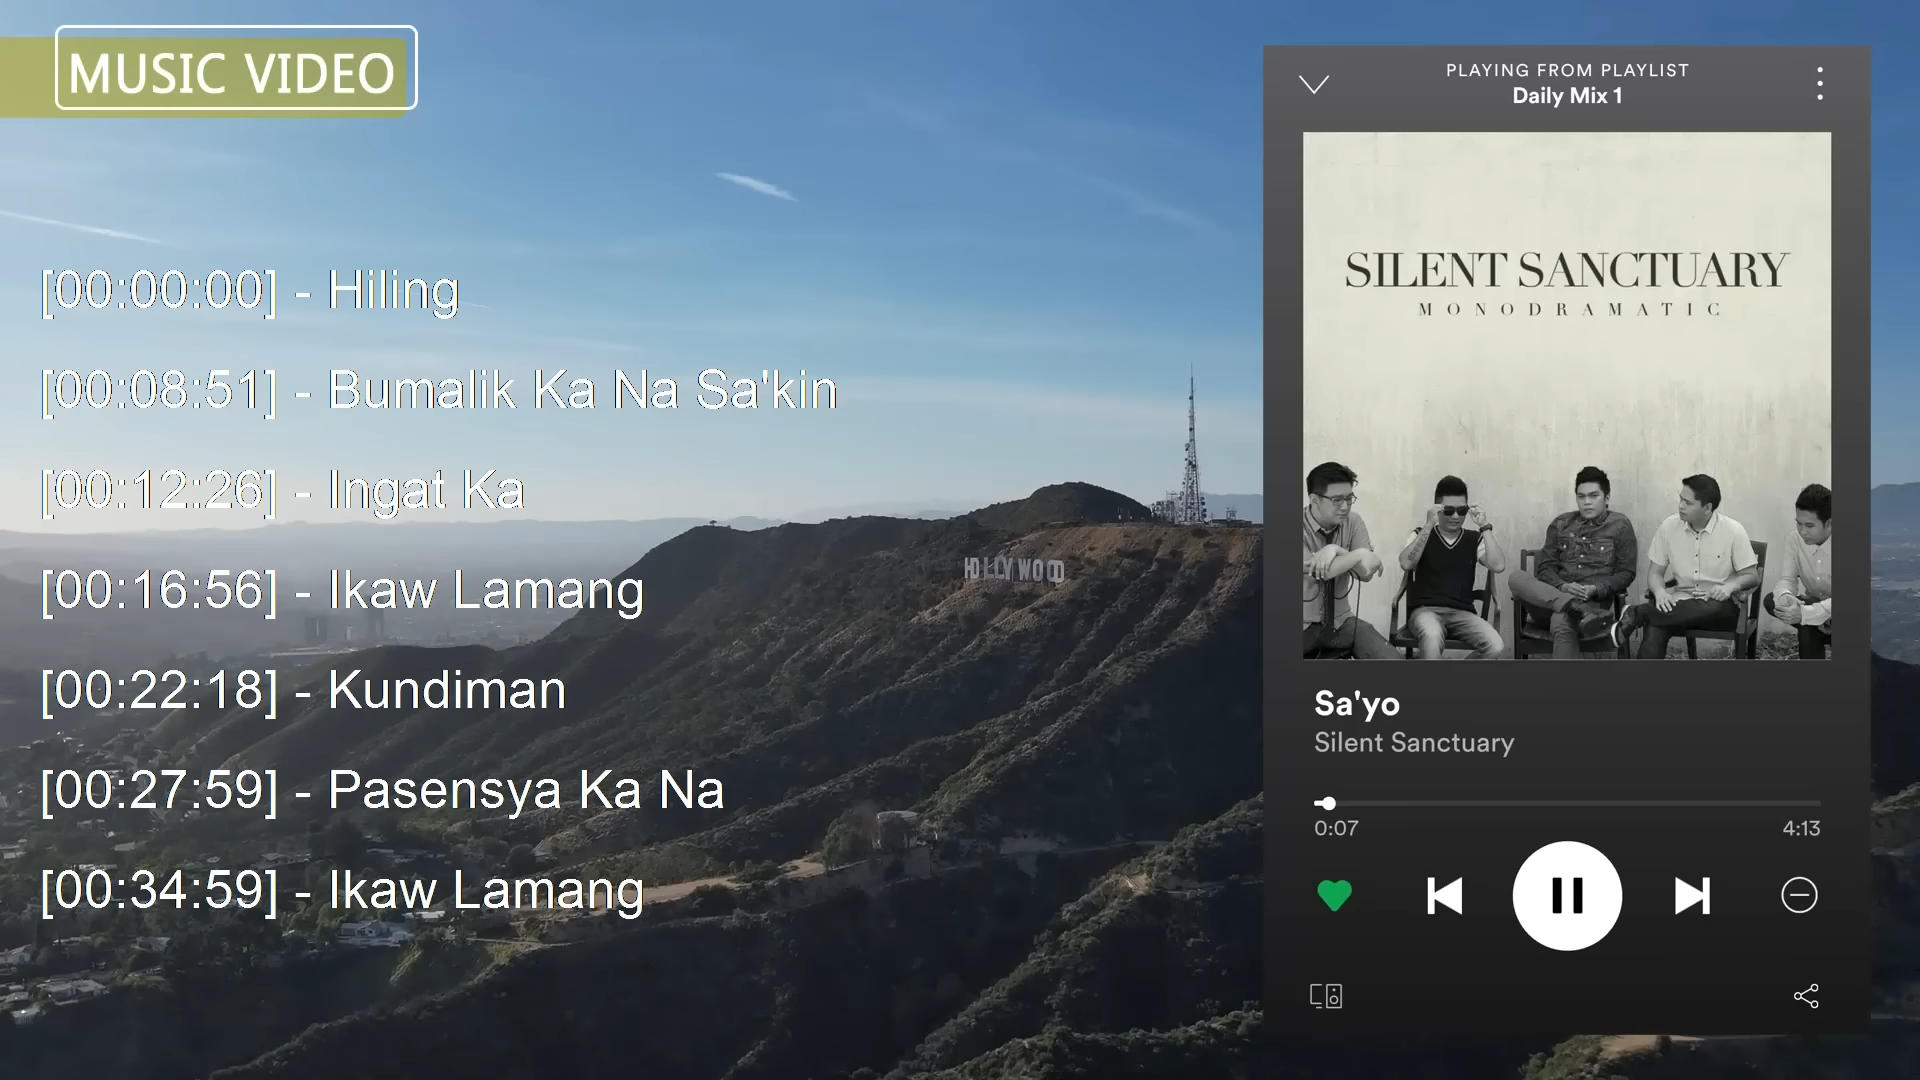 MUSIC VIDEO
[00:00:00] - Hiling
[00:08:51] - Bumalik Ka Na Sa'kin
[00:12:26] - Ingat Ka
[00:16:56] - Ikaw Lamang
[00:22:18] - Kundiman
[00:27:59] - Pasensya Ka Na
[00:34:59] - Ikaw Lamang
HOLLYWOOD
PLAYING FROM PLAYLIST
Daily Mix 1
SILENT SANCTUARY
MONODRAMATIC
Sa'yo
Silent Sanctuary
0:07
4:13